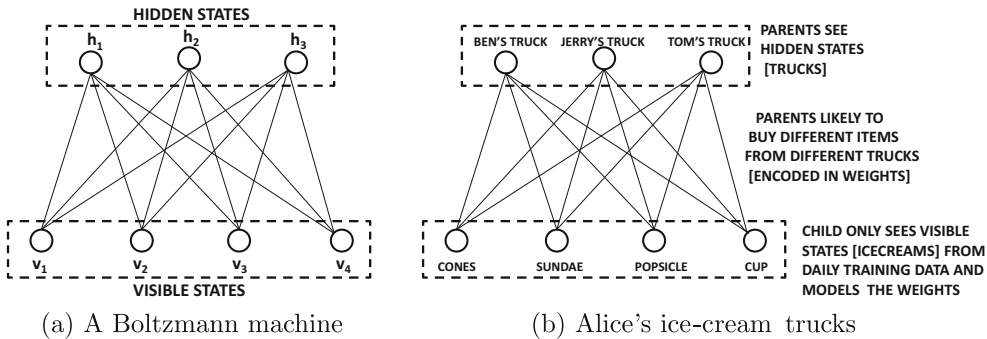 HIDDEN STATES
h1 h2 h3
v1 v2 v3 v4
VISIBLE STATES
(a) A Boltzmann machine
BEN'S TRUCK JERRY'S TRUCK TOM'S TRUCK
PARENTS SEE
HIDDEN STATES
[TRUCKS]
PARENTS LIKELY TO
BUY DIFFERENT ITEMS
FROM DIFFERENT TRUCKS
[ENCODED IN WEIGHTS]
CONES SUNDAE POPSICLE CUP
CHILD ONLY SEES VISIBLE
STATES [ICECREAMS] FROM
DAILY TRAINING DATA AND
MODELS THE WEIGHTS
(b) Alice's ice-cream trucks